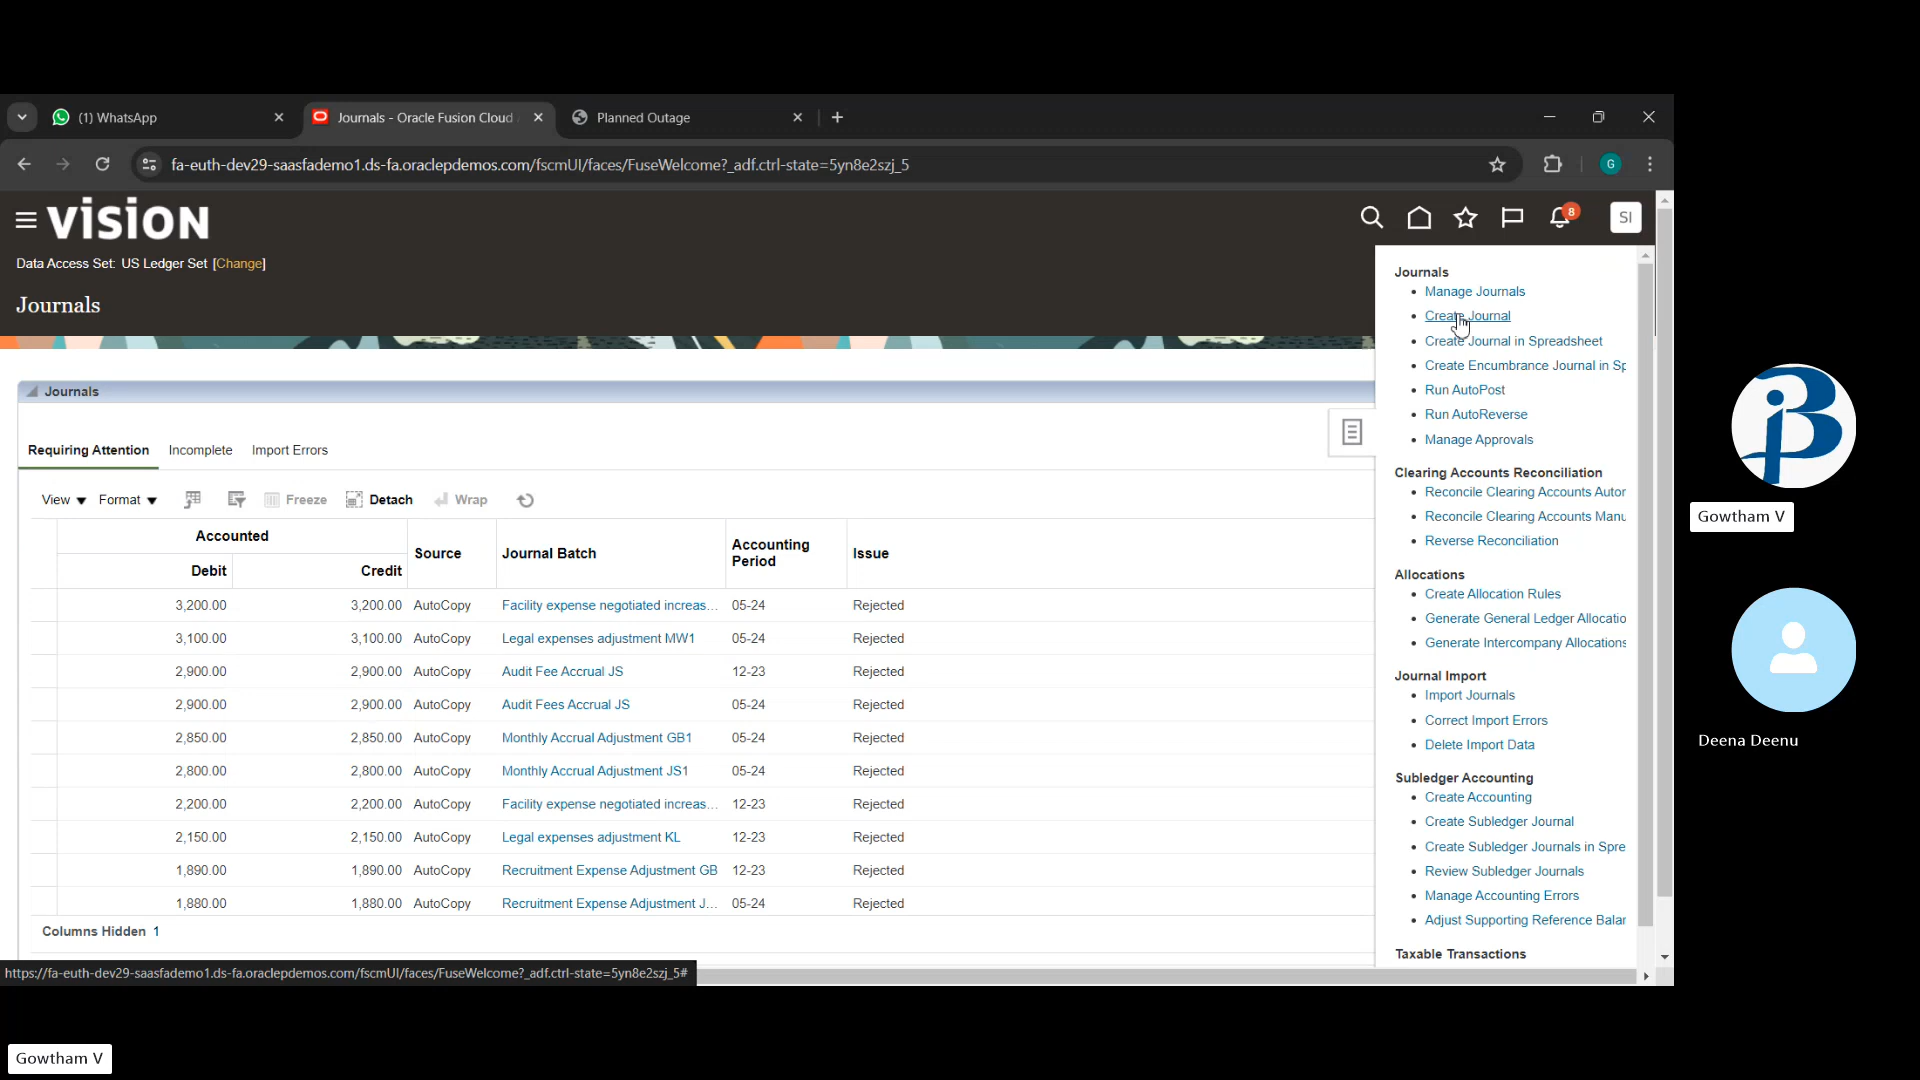 (1) WhatsApp
Journals - Oracle Fusion Cloud
Planned Outage
fa-euth-dev29-saasfademo1.ds-fa.oraclepdemos.com/fscmUI/faces/FuseWelcome?_adf.ctrl-state=5yn8e2szj_5
G
VISION
8
SI
Data Access Set: US Ledger Set [Change]
Journals
Journals
Requiring Attention Incomplete Import Errors
View Format Freeze Detach Wrap
Accounted
Debit Credit Source Journal Batch Accounting Period Issue
3,200.00 3,200.00 AutoCopy Facility expense negotiated increas... 05-24 Rejected
3,100.00 3,100.00 AutoCopy Legal expenses adjustment MW1 05-24 Rejected
2,900.00 2,900.00 AutoCopy Audit Fee Accrual JS 12-23 Rejected
2,900.00 2,900.00 AutoCopy Audit Fees Accrual JS 05-24 Rejected
2,850.00 2,850.00 AutoCopy Monthly Accrual Adjustment GB1 05-24 Rejected
2,800.00 2,800.00 AutoCopy Monthly Accrual Adjustment JS1 05-24 Rejected
2,200.00 2,200.00 AutoCopy Facility expense negotiated increas... 12-23 Rejected
2,150.00 2,150.00 AutoCopy Legal expenses adjustment KL 12-23 Rejected
1,890.00 1,890.00 AutoCopy Recruitment Expense Adjustment GB 12-23 Rejected
1,880.00 1,880.00 AutoCopy Recruitment Expense Adjustment J... 05-24 Rejected
Columns Hidden 1
https://fa-euth-dev29-saasfademo1.ds-fa.oraclepdemos.com/fscmUI/faces/FuseWelcome?_adf.ctrl-state=5yn8e2szj_5#
Journals
Manage Journals
Create Journal
Create Journal in Spreadsheet
Create Encumbrance Journal in Sp
Run AutoPost
Run AutoReverse
Manage Approvals
Clearing Accounts Reconciliation
Reconcile Clearing Accounts Autor
Reconcile Clearing Accounts Manu
Reverse Reconciliation
Allocations
Create Allocation Rules
Generate General Ledger Allocatio
Generate Intercompany Allocations
Journal Import
Import Journals
Correct Import Errors
Delete Import Data
Subledger Accounting
Create Accounting
Create Subledger Journal
Create Subledger Journals in Spre
Review Subledger Journals
Manage Accounting Errors
Adjust Supporting Reference Balar
Taxable Transactions
Gowtham V
Deena Deenu
Gowtham V